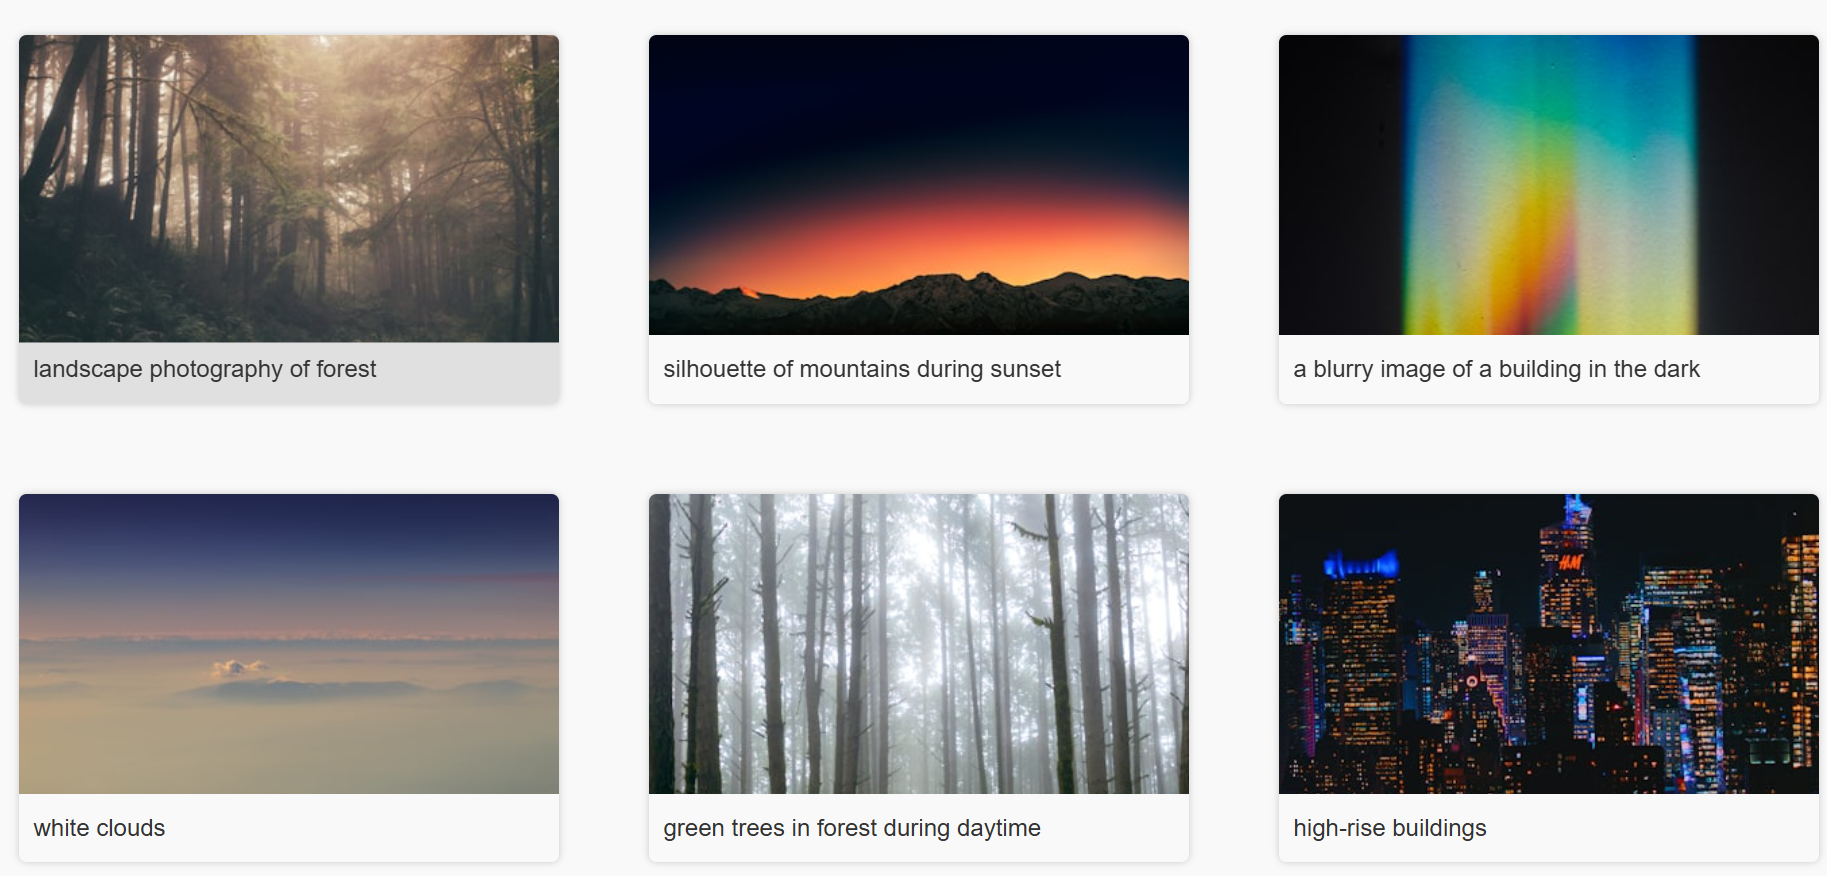 landscape photography of forest
silhouette of mountains during sunset
a blurry image of a building in the dark
H&M
white clouds
green trees in forest during daytime
high-rise buildings